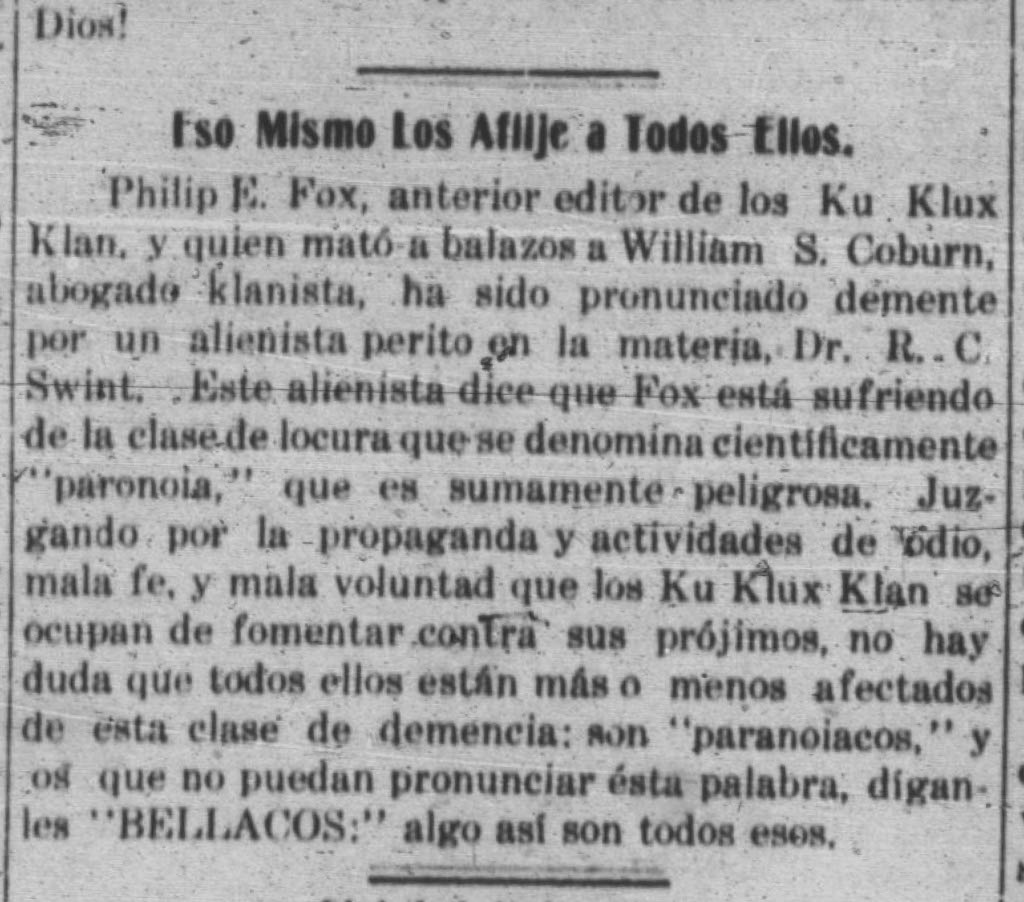 Dios!
Eso Mismo Los Aflije a Todos Ellos.
Philip E. Fox, anterior editor de los Ku Klux
Klan, y quien mató a balazos a William S. Coburn,
abogado klanista, ha sido pronunciado demente
por un alienista perito en la materia, Dr. R. C.
Swint. Este alienista dice que Fox está sufriendo
de la clase de locura que se denomina científicamente
"paronoia," que es sumamente peligrosa. Juz-
gando por la propaganda y actividades de odio,
mala fe, y mala voluntad que los Ku Klux Klan se
ocupan de fomentar contra sus prójimos, no hay
duda que todos ellos están más o menos afectados
de esta clase de demencia: son "paranoiacos," y
os que no puedan pronunciar ésta palabra, dígan-
les "BELLACOS:" algo así son todos esos.